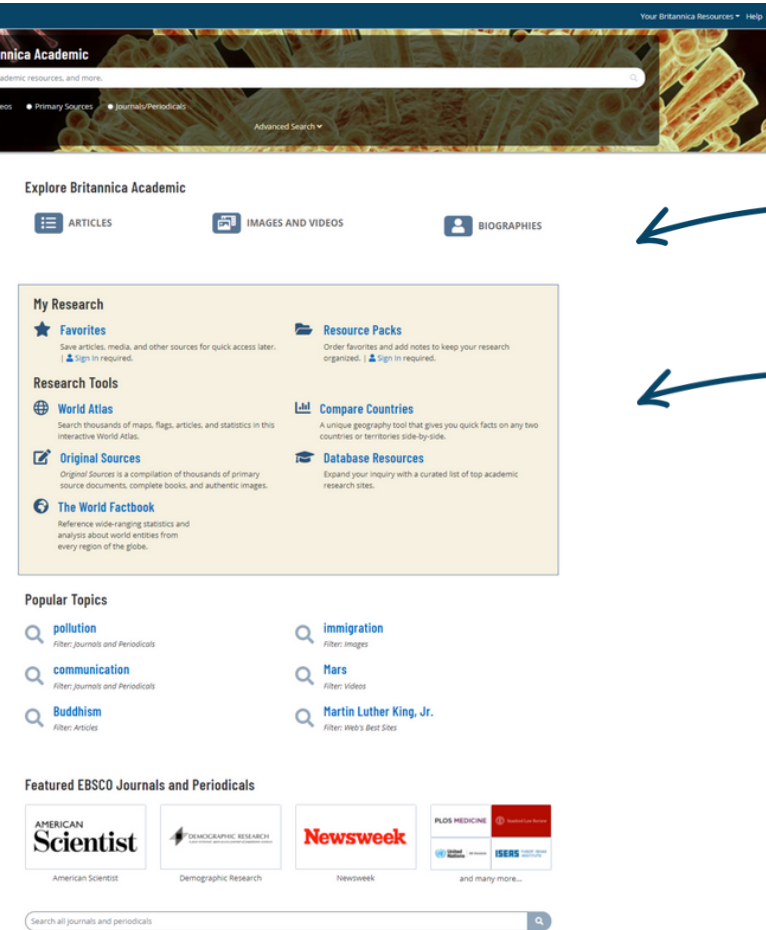 Your Britannica Resources Help
nnica Academic
ademic resources, and more.
eos Primary Sources Journals/Periodicals
Advanced Search
Explore Britannica Academic
ARTICLES IMAGES AND VIDEOS BIOGRAPHIES
My Research
Favorites
Save articles, media, and other sources for quick access later.
| Sign In required.
Resource Packs
Order favorites and add notes to keep your research
organized. | Sign In required.
Research Tools
World Atlas
Search thousands of maps, flags, articles, and statistics in this
interactive World Atlas.
Compare Countries
A unique geography tool that gives you quick facts on any two
countries or territories side-by-side.
Original Sources
Original Sources is a compilation of thousands of primary
source documents, complete books, and authentic images.
Database Resources
Expand your inquiry with a curated list of top academic
research sites.
The World Factbook
Reference wide-ranging statistics and
analysis about world entities from
every region of the globe.
Popular Topics
pollution
Filter: Journals and Periodicals
immigration
Filter: Images
communication
Filter: Journals and Periodicals
Mars
Filter: Videos
Buddhism
Filter: Articles
Martin Luther King, Jr.
Filter: Web's Best Sites
Featured EBSCO Journals and Periodicals
AMERICAN
Scientist
DEMOGRAPHIC RESEARCH
Newsweek
PLOS MEDICINE
Stanford Law Review
United
Nations
ISEAS
American Scientist
Demographic Research
Newsweek
and many more...
Search all journals and periodicals